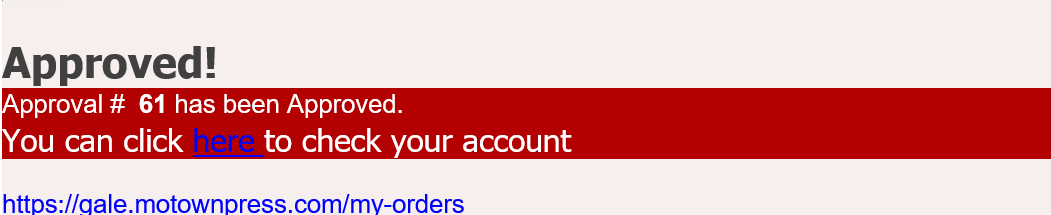 Approved!
Approval # 61 has been Approved.
You can click here to check your account
https://gale.motownpress.com/my-orders